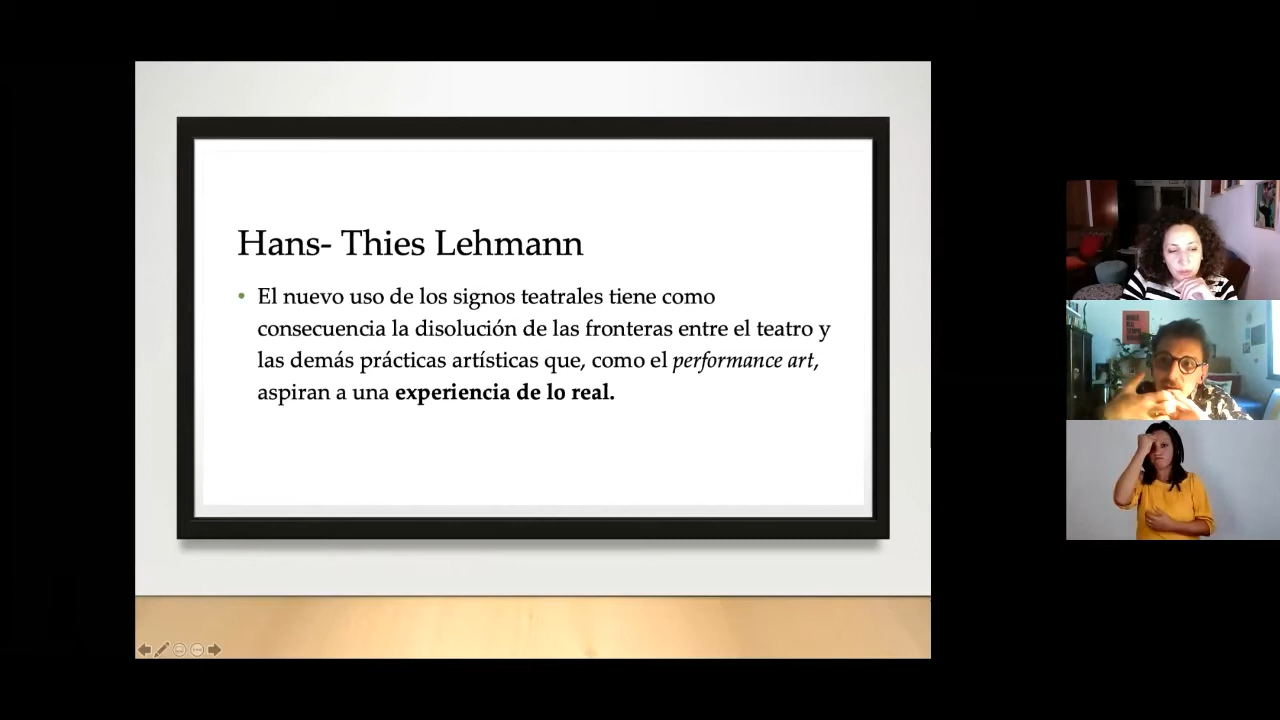 Hans- Thies Lehmann
• El nuevo uso de los signos teatrales tiene como
consecuencia la disolución de las fronteras entre el teatro y
las demás prácticas artísticas que, como el performance art,
aspiran a una experiencia de lo real.